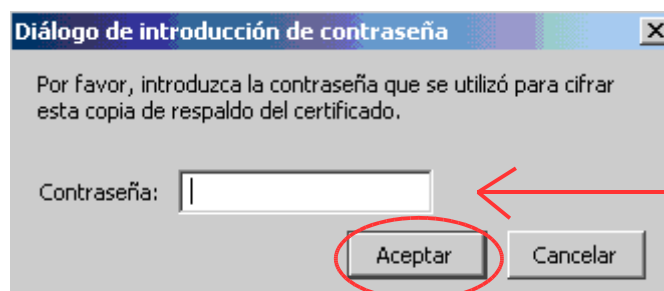 Diálogo de introducción de contraseña
Por favor, introduzca la contraseña que se utilizó para cifrar
esta copia de respaldo del certificado.
Contraseña:
Aceptar Cancelar